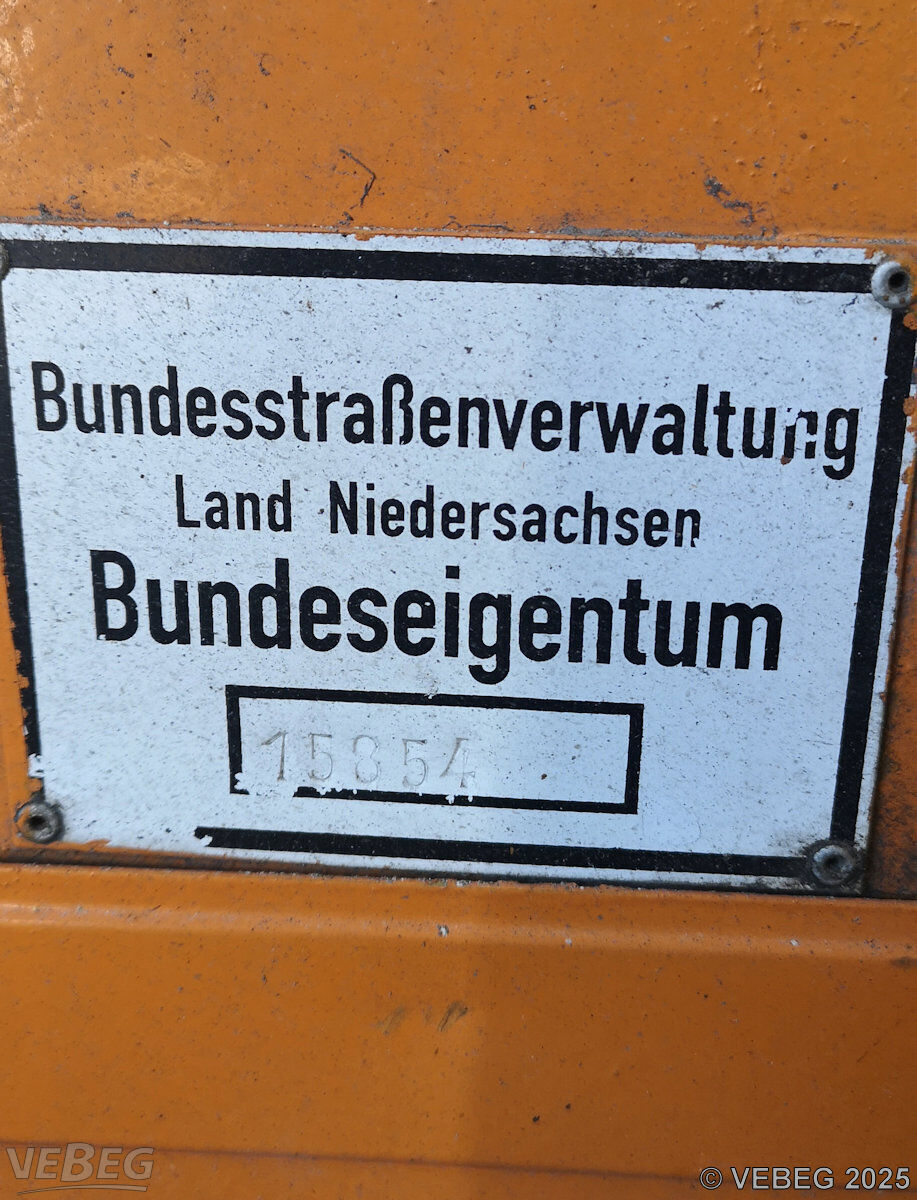 Bundesstraßenverwaltung
Land Niedersachsen
Bundeseigentum
15854
VEBEG
© VEBEG 2025